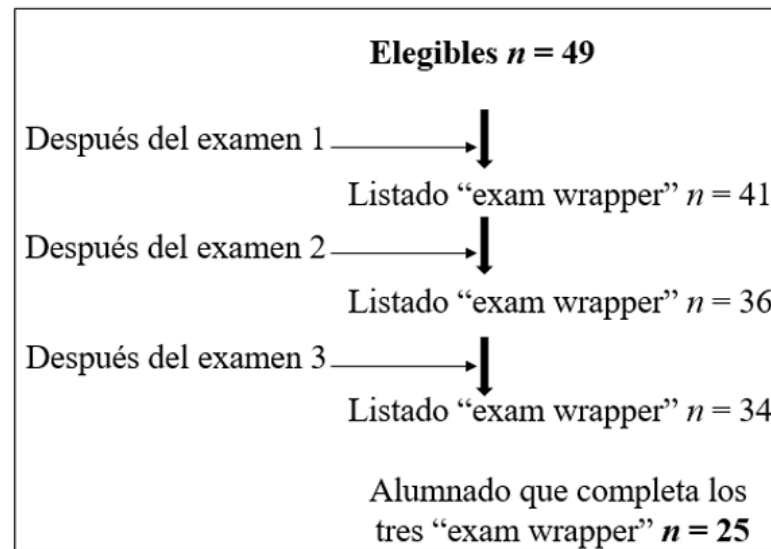 Elegibles n = 49
Después del examen 1
Listado “exam wrapper” n = 41
Después del examen 2
Listado “exam wrapper” n = 36
Después del examen 3
Listado “exam wrapper” n = 34
Alumnado que completa los
tres “exam wrapper” n = 25